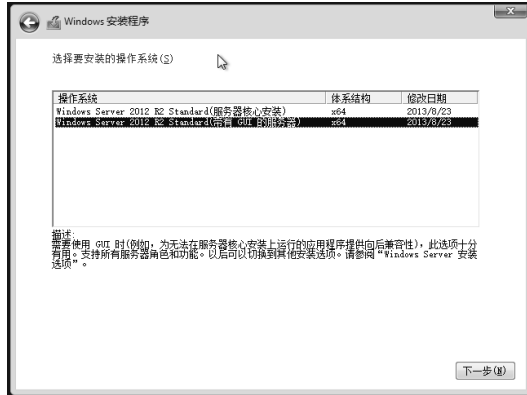 Windows 安装程序
选择要安装的操作系统(S)
操作系统 体系结构 修改日期
Windows Server 2012 R2 Standard(服务器核心安装) x64 2013/8/23
Windows Server 2012 R2 Standard(带有 GUI 的服务器) x64 2013/8/23
描述:
需要使用 GUI 时(例如，为无法在服务器核心安装上运行的应用程序提供向后兼容性)，此选项十分
有用。支持所有服务器角色和功能。以后可以切换到其他安装选项。请参阅“Windows Server 安装
选项”。
下一步(N)